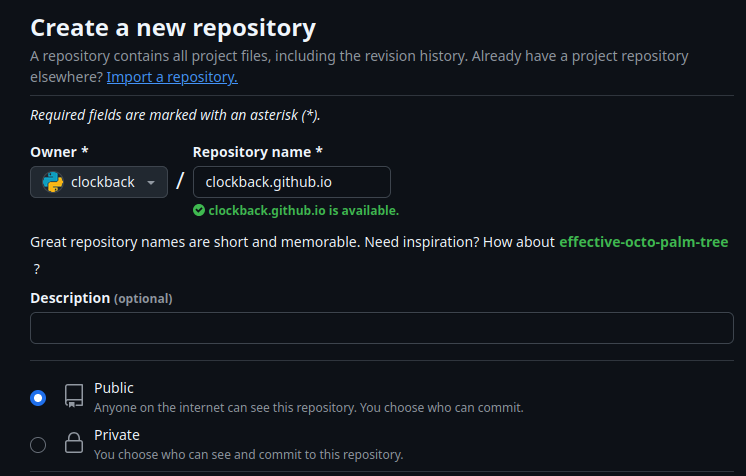 Create a new repository
A repository contains all project files, including the revision history. Already have a project repository
elsewhere? Import a repository.
Required fields are marked with an asterisk (*).
Owner * Repository name *
clockback / clockback.github.io
clockback.github.io is available.
Great repository names are short and memorable. Need inspiration? How about effective-octo-palm-tree
?
Description (optional)
Public
Anyone on the internet can see this repository. You choose who can commit.
Private
You choose who can see and commit to this repository.